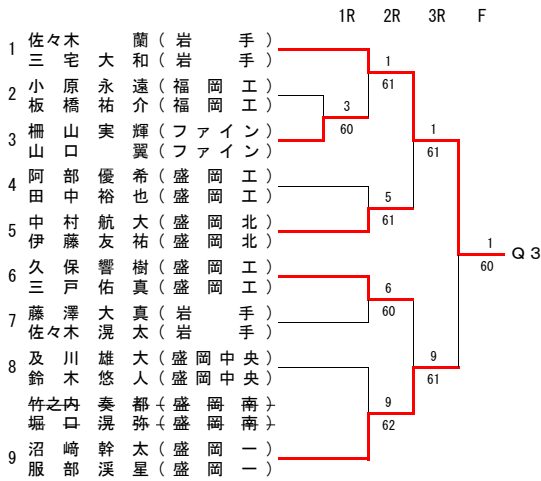 1R 2R 3R F
1 佐々木 蘭 ( 岩 手 )
三 宅 大 和 ( 岩 手 )
1
61
2 小 原 永 遠 ( 福 岡 工 )
板 橋 祐 介 ( 福 岡 工 )
3
60
3 柵 山 実 輝 ( ファイン )
山 口 翼 ( ファイン )
1
61
4 阿 部 優 希 ( 盛 岡 工 )
田 中 裕 也 ( 盛 岡 工 )
5
61
5 中 村 航 大 ( 盛 岡 北 )
伊 藤 友 祐 ( 盛 岡 北 )
1
60
Q3
6 久 保 響 樹 ( 盛 岡 工 )
三 戸 佑 真 ( 盛 岡 工 )
6
60
7 藤 澤 大 真 ( 岩 手 )
佐々木 滉 太 ( 岩 手 )
9
61
8 及 川 雄 大 ( 盛岡中央 )
鈴 木 悠 人 ( 盛岡中央 )
竹之内 奏 都 ( 盛 岡 南 )
堀 口 滉 弥 ( 盛 岡 南 )
9
62
9 沼 﨑 幹 太 ( 盛 岡 一 )
服 部 渓 星 ( 盛 岡 一 )